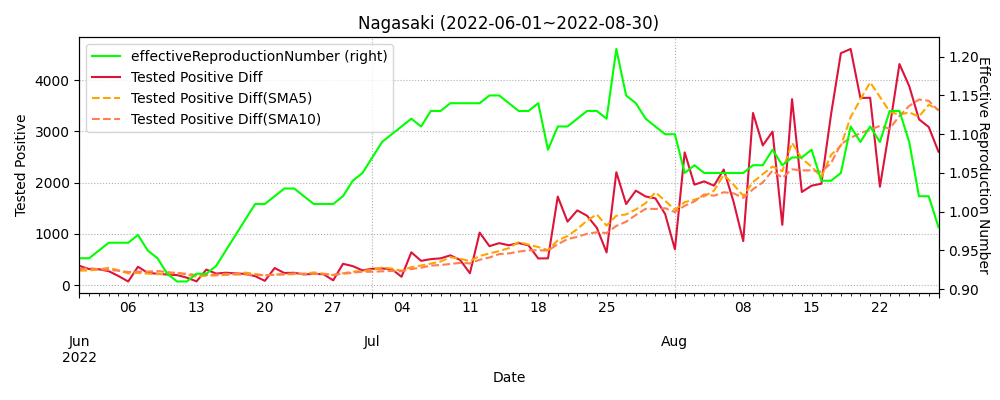 Nagasaki (2022-06-01~2022-08-30)
effectiveReproductionNumber (right)
Tested Positive Diff
Tested Positive Diff(SMA5)
Tested Positive Diff(SMA10)
Tested Positive
4000
3000
2000
1000
0
Effective Reproduction Number
1.20
1.15
1.10
1.05
1.00
0.95
0.90
06 13 20 27 04 11 18 25 08 15 22
Jun Jul Aug
2022
Date